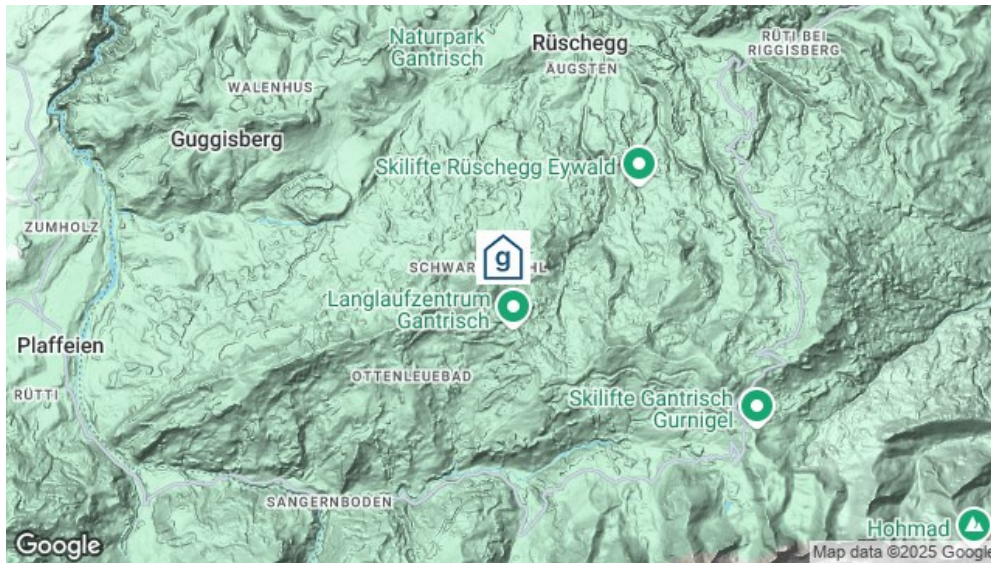 Naturpark
Gantrisch
Rüschegg
ÄUGSTEN
RÜTI BEI
RIGGISBERG
WALENHUS
Guggisberg
Skilifte Rüschegg Eywald
ZUMHOLZ
g
Langlaufzentrum
Gantrisch
Plaffeien
OTTENLEUEBAD
RÜTTI
Skilifte Gantrisch
Gurnigel
SANGERNBODEN
Hohmad
Google
Map data ©2025 Google